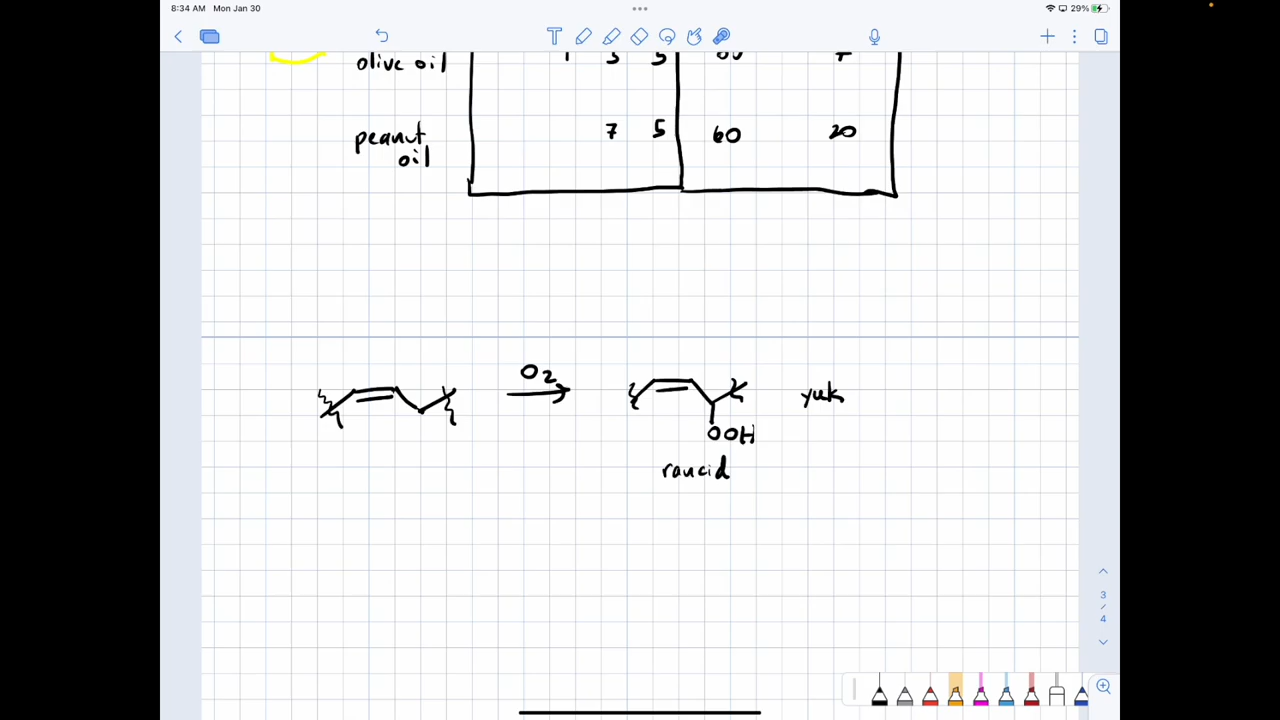 8:34 AM Mon Jan 30
29%
olive oil
peanut 7 5 60 20
oil
O2
yuk
OOH
rancid
3
/
4